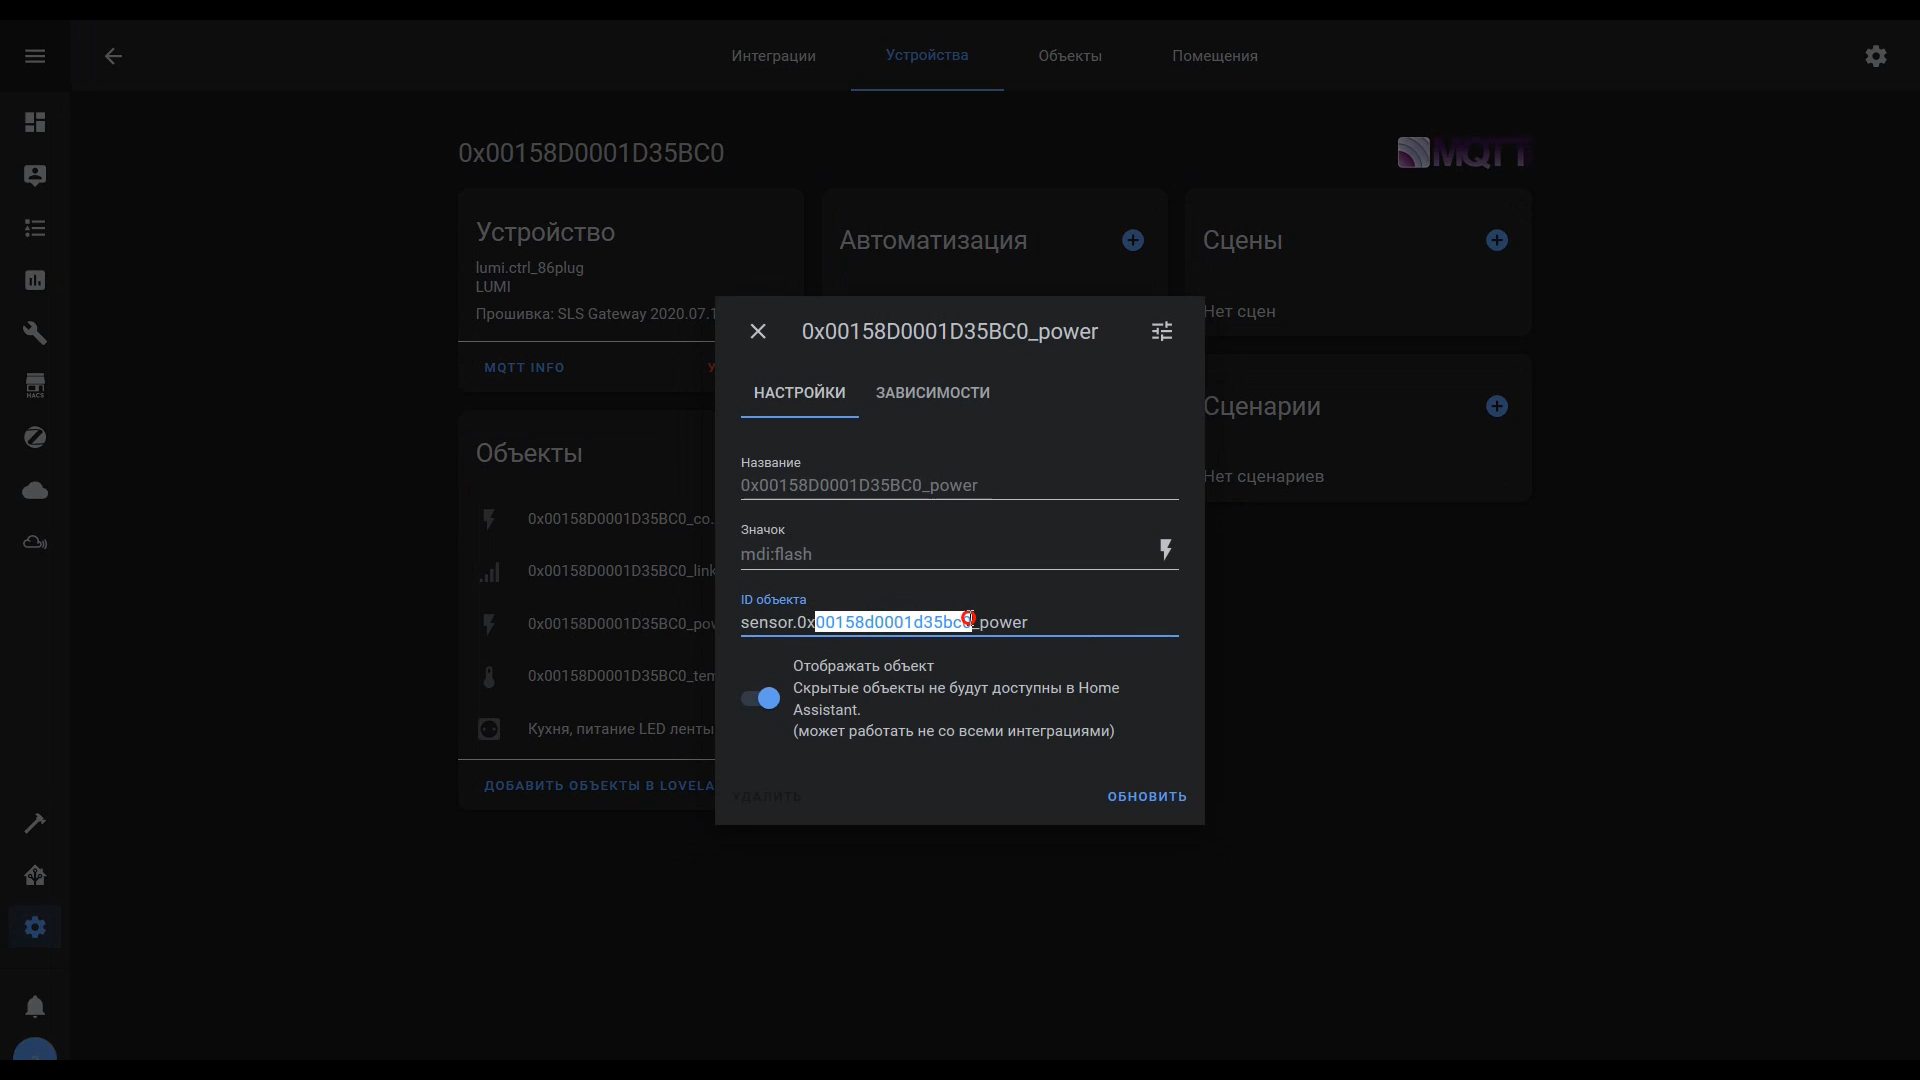 Интеграции
Устройства
Объекты
Помещения
0x00158D0001D35BC0
MQTT
Устройство
lumi.ctrl_86plug
LUMI
Прошивка: SLS Gateway 2020.07.1
MQTT INFO
Автоматизация
Сцены
Нет сцен
Сценарии
Нет сценариев
Объекты
0x00158D0001D35BC0_co..
0x00158D0001D35BC0_link
0x00158D0001D35BC0_pow
0x00158D0001D35BC0_tem
Кухня, питание LED ленты
ДОБАВИТЬ ОБЪЕКТЫ В LOVELA
HACS
0x00158D0001D35BC0_power
НАСТРОЙКИ
ЗАВИСИМОСТИ
Название
0x00158D0001D35BC0_power
Значок
mdi:flash
ID объекта
sensor.0x00158d0001d35bc0_power
Отображать объект
Скрытые объекты не будут доступны в Home
Assistant.
(может работать не со всеми интеграциями)
УДАЛИТЬ
ОБНОВИТЬ